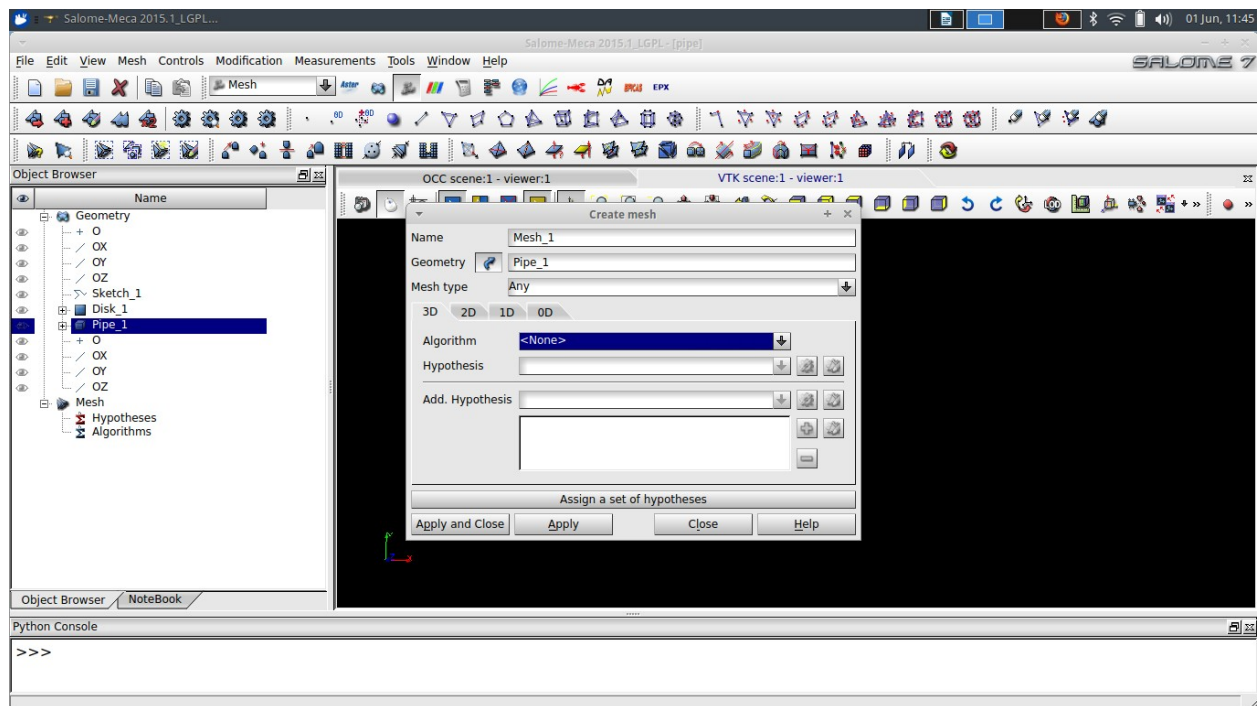 Salome-Meca 2015.1_LGPL...
01 Jun, 11:45
Salome-Meca 2015.1_LGPL - [pipe]
File Edit View Mesh Controls Modification Measurements Tools Window Help
SALOME 7
Mesh
Aster
EFICAS EPX
0D 0D
Object Browser
OCC scene:1 - viewer:1
VTK scene:1 - viewer:1
Name
Create mesh
Geometry
O
OX
OY
OZ
Sketch_1
Disk_1
Pipe_1
O
OX
OY
OZ
Mesh
Hypotheses
Algorithms
Name Mesh_1
Geometry Pipe_1
Mesh type Any
3D 2D 1D 0D
Algorithm <None>
Hypothesis
Add. Hypothesis
Assign a set of hypotheses
Apply and Close Apply Close Help
Object Browser NoteBook
Python Console
>>>